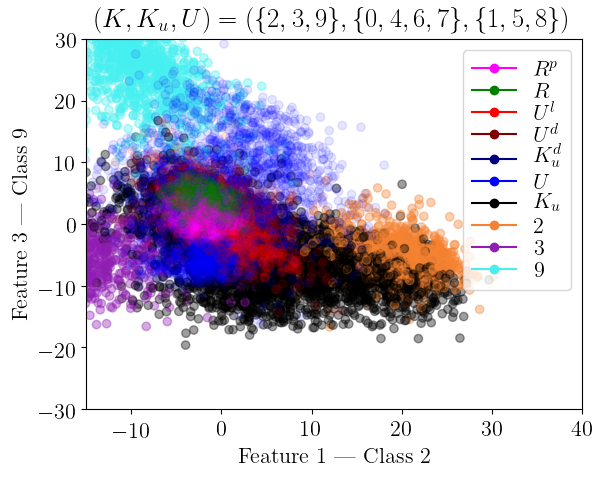 (K, K_u, U) = ({2, 3, 9}, {0, 4, 6, 7}, {1, 5, 8})
30
20
10
0
−10
−20
−30
Feature 3 — Class 9
R^p
R
U^l
U^d
K_u^d
U
K_u
2
3
9
−10
0
10
20
30
40
Feature 1 — Class 2